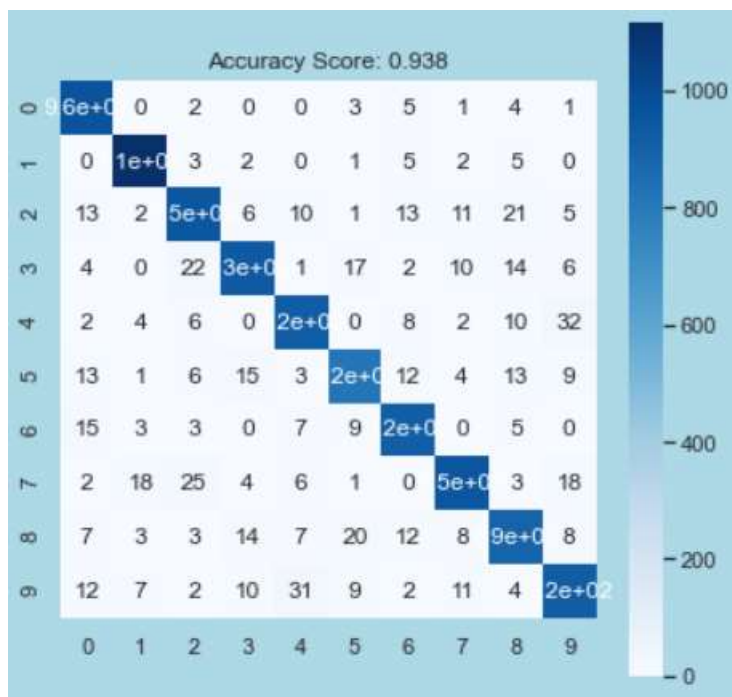 Accuracy Score: 0.938
0 9.6e+0 0 2 0 0 3 5 1 4 1
1 0 1e+0 3 2 0 1 5 2 5 0
2 13 2 5e+0 6 10 1 13 11 21 5
3 4 0 22 3e+0 1 17 2 10 14 6
4 2 4 6 0 2e+0 0 8 2 10 32
5 13 1 6 15 3 2e+0 12 4 13 9
6 15 3 3 0 7 9 2e+0 0 5 0
7 2 18 25 4 6 1 0 5e+0 3 18
8 7 3 3 14 7 20 12 8 9e+0 8
9 12 7 2 10 31 9 2 11 4 2e+02
0 1 2 3 4 5 6 7 8 9
1000
800
600
400
200
0